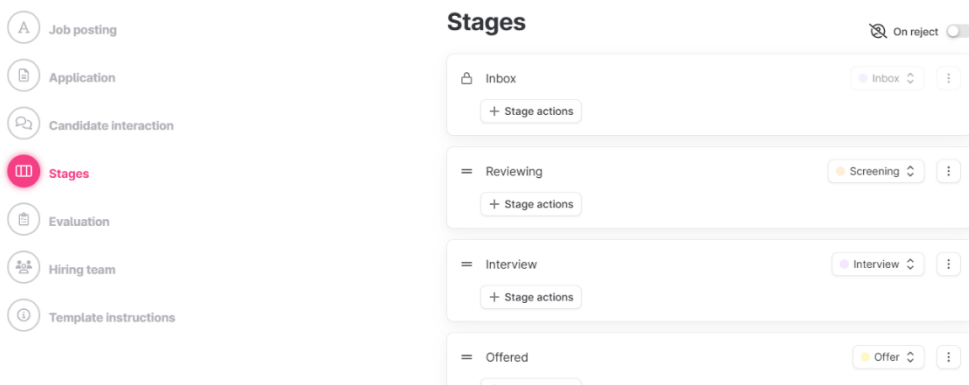 Job posting
Application
Candidate interaction
Stages
Evaluation
Hiring team
Template instructions
Stages
On reject
Inbox
Inbox
+ Stage actions
Reviewing
Screening
+ Stage actions
Interview
Interview
+ Stage actions
Offered
Offer